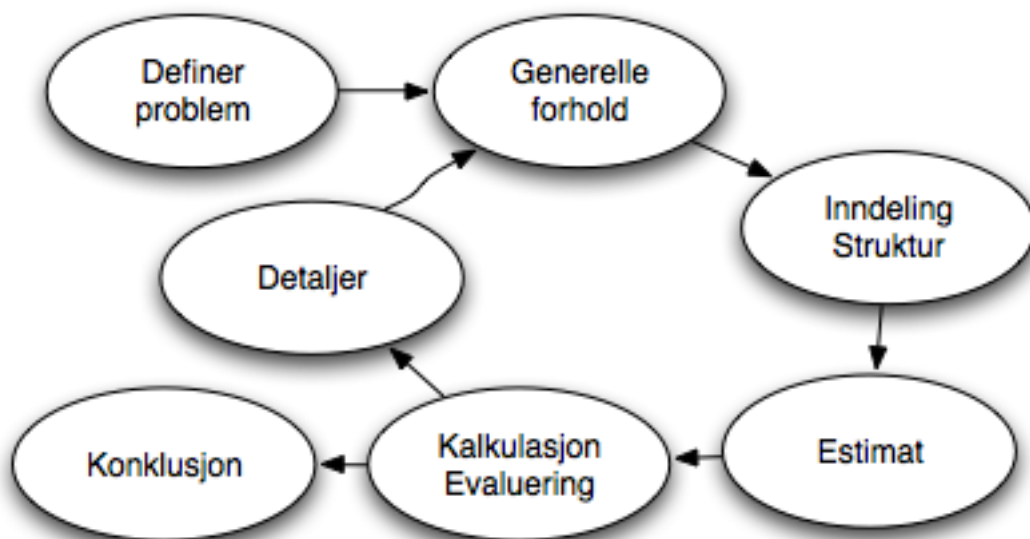 Definer
problem
Generelle
forhold
Inndeling
Struktur
Detaljer
Konklusjon
Kalkulasjon
Evaluering
Estimat